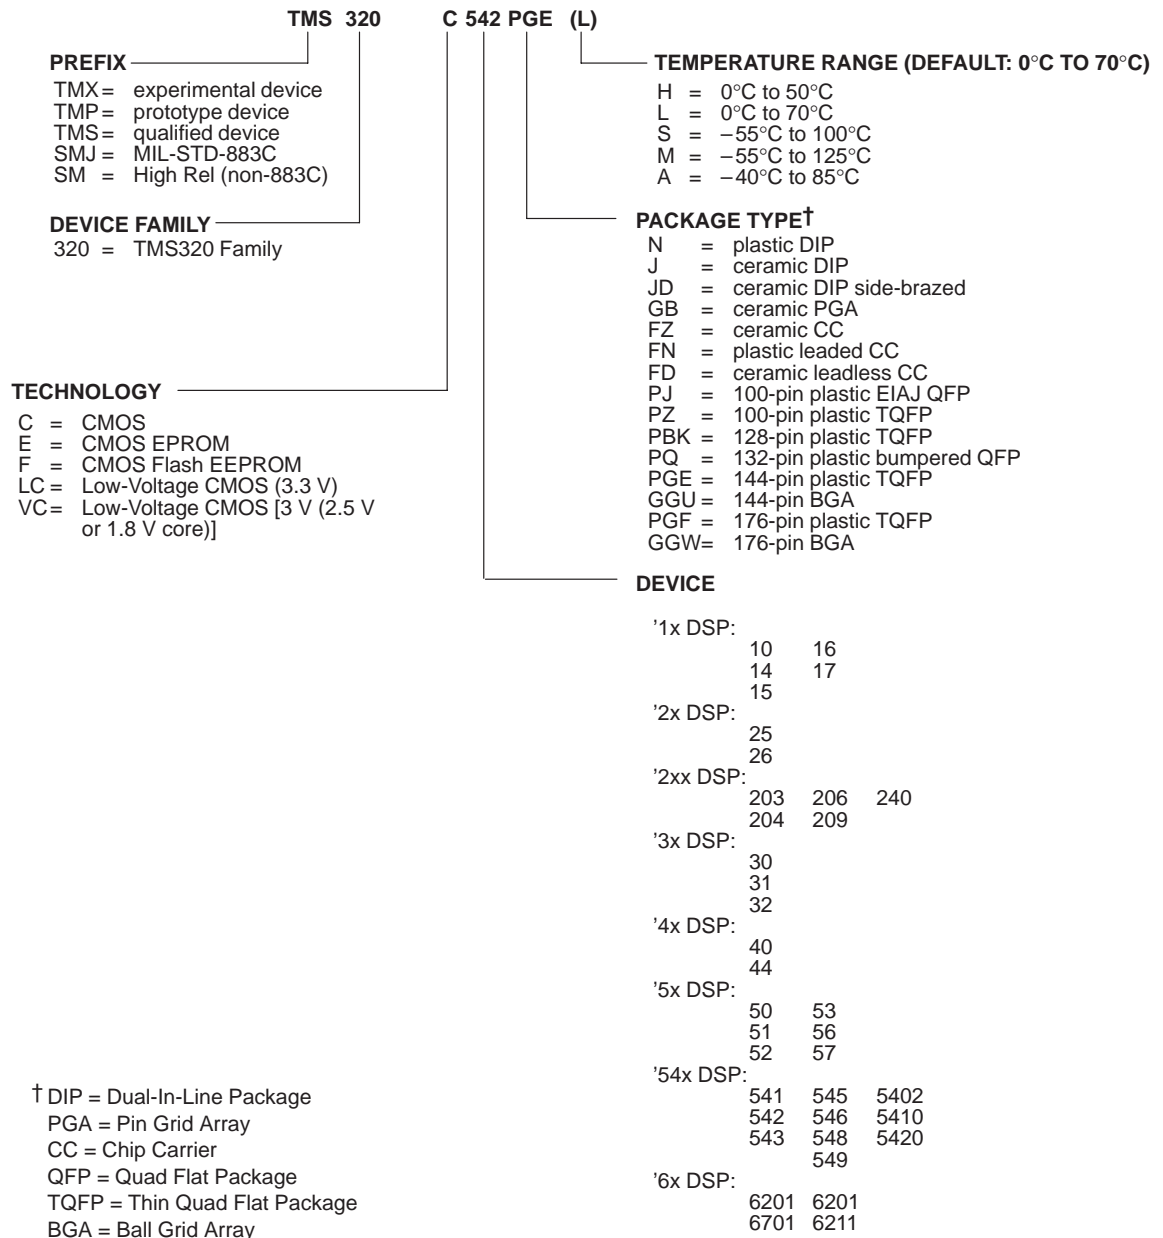 TMS 320 C 542 PGE (L)
PREFIX
TMX = experimental device
TMP = prototype device
TMS = qualified device
SMJ = MIL-STD-883C
SM = High Rel (non-883C)
DEVICE FAMILY
320 = TMS320 Family
TECHNOLOGY
C = CMOS
E = CMOS EPROM
F = CMOS Flash EEPROM
LC = Low-Voltage CMOS (3.3 V)
VC = Low-Voltage CMOS [3 V (2.5 V
or 1.8 V core)]
TEMPERATURE RANGE (DEFAULT: 0°C TO 70°C)
H = 0°C to 50°C
L = 0°C to 70°C
S = –55°C to 100°C
M = –55°C to 125°C
A = –40°C to 85°C
PACKAGE TYPE†
N = plastic DIP
J = ceramic DIP
JD = ceramic DIP side-brazed
GB = ceramic PGA
FZ = ceramic CC
FN = plastic leaded CC
FD = ceramic leadless CC
PJ = 100-pin plastic EIAJ QFP
PZ = 100-pin plastic TQFP
PBK = 128-pin plastic TQFP
PQ = 132-pin plastic bumpered QFP
PGE = 144-pin plastic TQFP
GGU = 144-pin BGA
PGF = 176-pin plastic TQFP
GGW = 176-pin BGA
DEVICE
’1x DSP:
10 16
14 17
15
’2x DSP:
25
26
’2xx DSP:
203 206 240
204 209
’3x DSP:
30
31
32
’4x DSP:
40
44
’5x DSP:
50 53
51 56
52 57
’54x DSP:
541 545 5402
542 546 5410
543 548 5420
549
’6x DSP:
6201 6201
6701 6211
† DIP = Dual-In-Line Package
PGA = Pin Grid Array
CC = Chip Carrier
QFP = Quad Flat Package
TQFP = Thin Quad Flat Package
BGA = Ball Grid Array